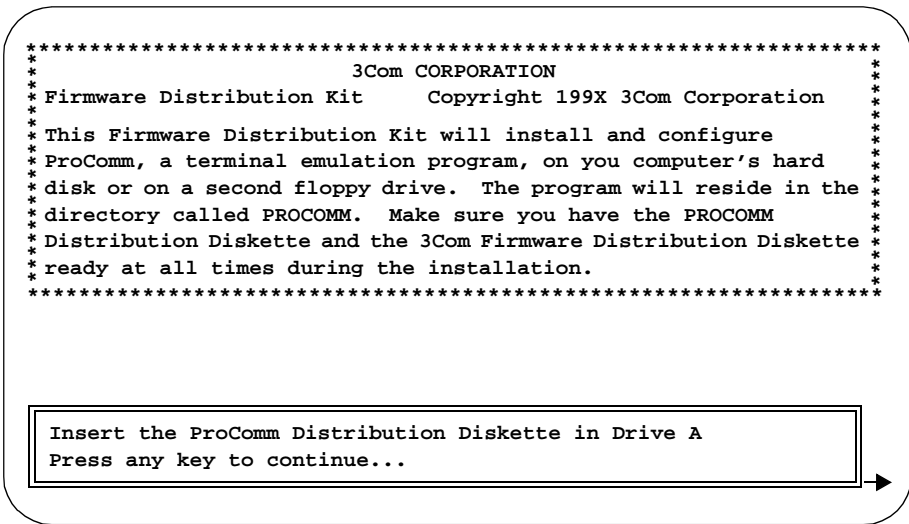 3Com CORPORATION
Firmware Distribution Kit Copyright 199X 3Com Corporation
This Firmware Distribution Kit will install and configure
ProComm, a terminal emulation program, on you computer's hard
disk or on a second floppy drive. The program will reside in the
directory called PROCOMM. Make sure you have the PROCOMM
Distribution Diskette and the 3Com Firmware Distribution Diskette
ready at all times during the installation.
Insert the ProComm Distribution Diskette in Drive A
Press any key to continue...